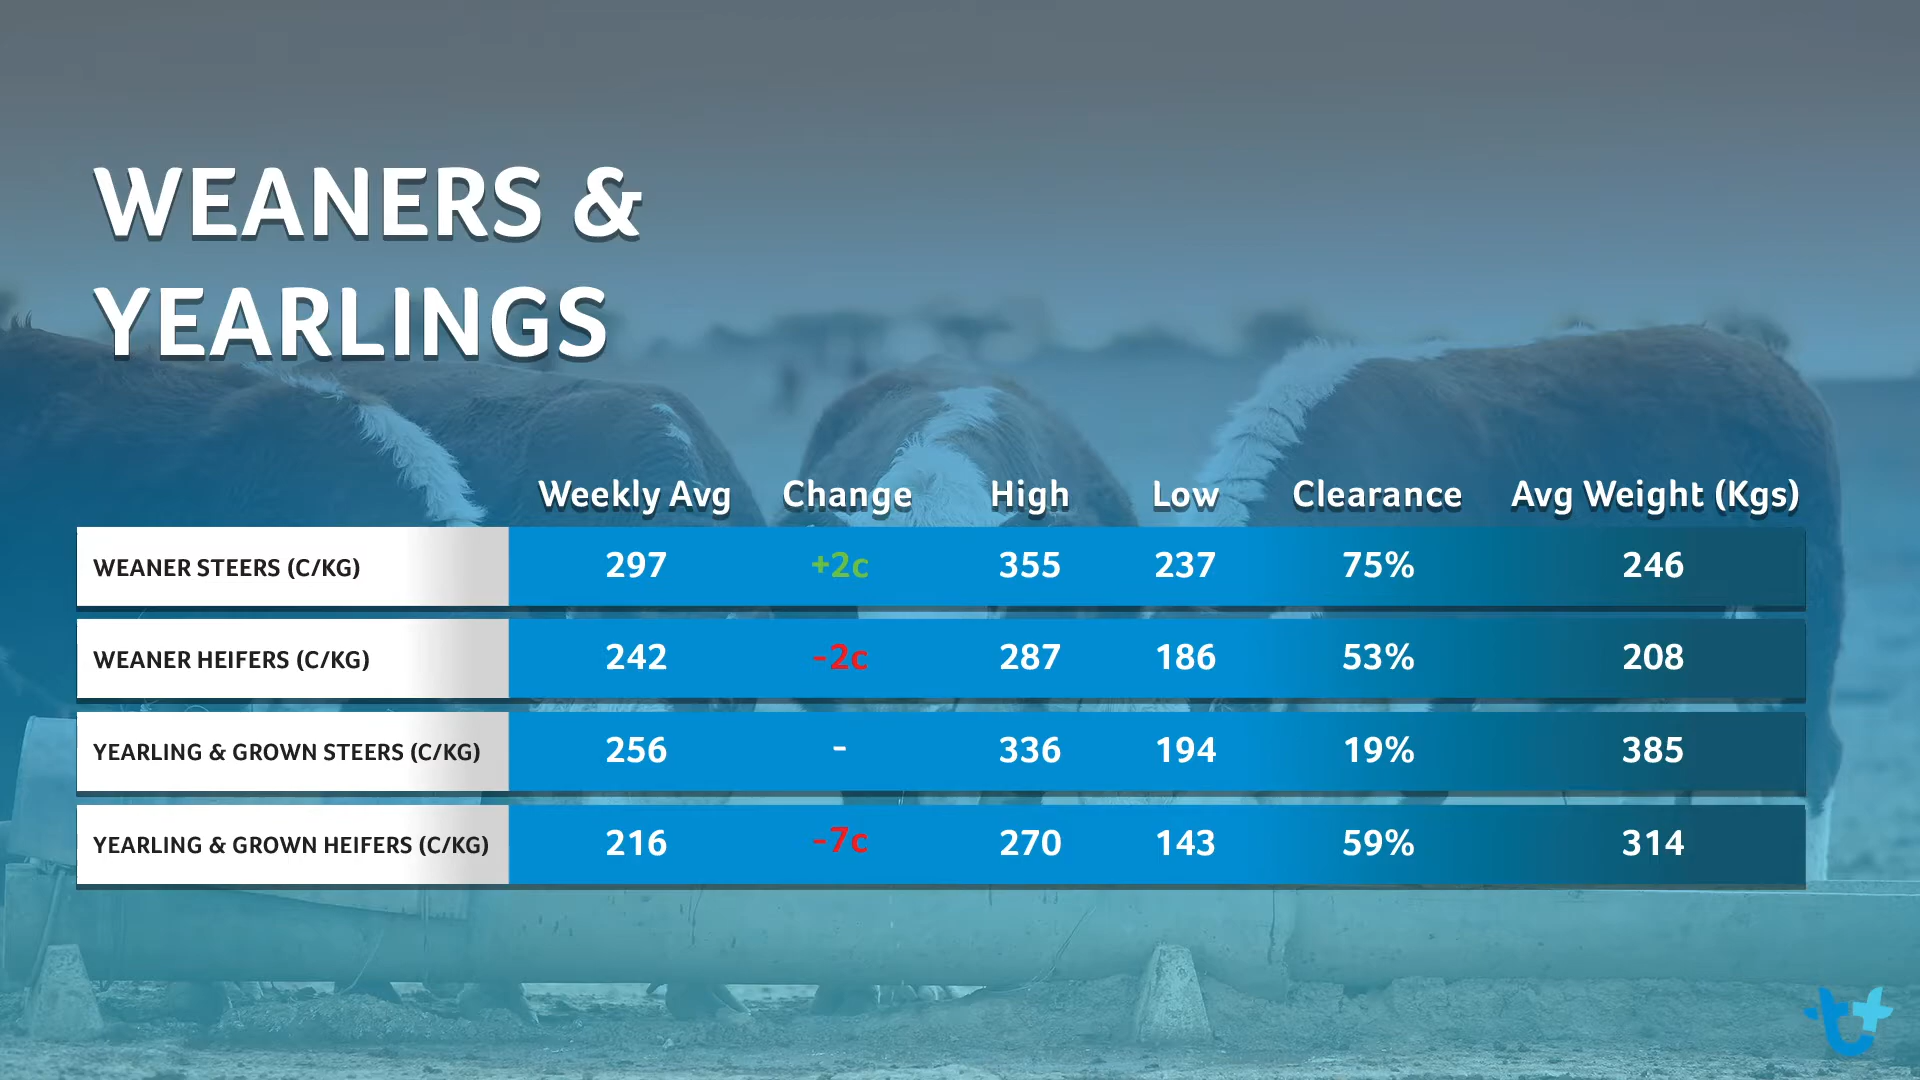 WEANERS &
YEARLINGS
Weekly Avg Change High Low Clearance Avg Weight (Kgs)
WEANER STEERS (C/KG) 297 +2c 355 237 75% 246
WEANER HEIFERS (C/KG) 242 -2c 287 186 53% 208
YEARLING & GROWN STEERS (C/KG) 256 - 336 194 19% 385
YEARLING & GROWN HEIFERS (C/KG) 216 -7c 270 143 59% 314